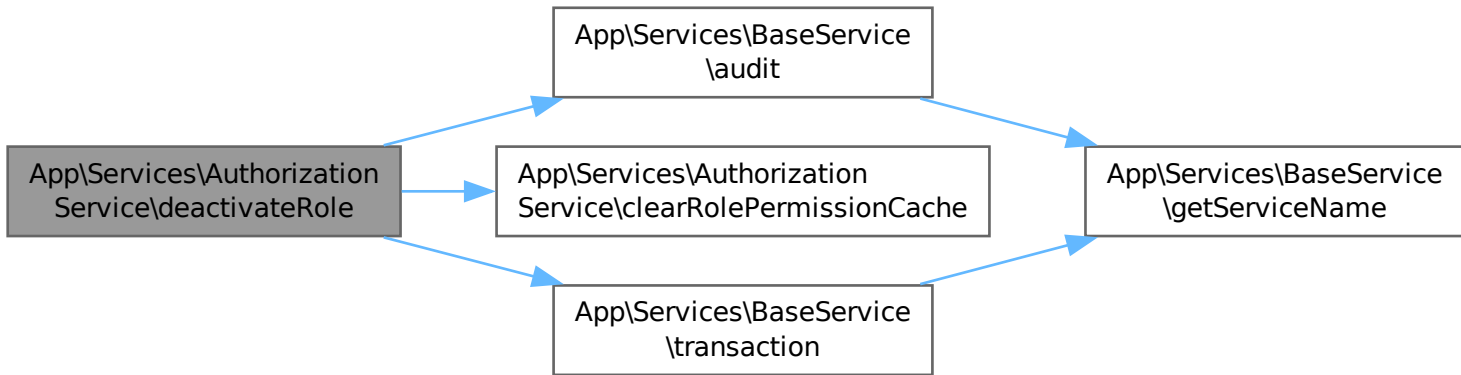 App\Services\Authorization
Service\deactivateRole
App\Services\BaseService
\audit
App\Services\Authorization
Service\clearRolePermissionCache
App\Services\BaseService
\transaction
App\Services\BaseService
\getServiceName